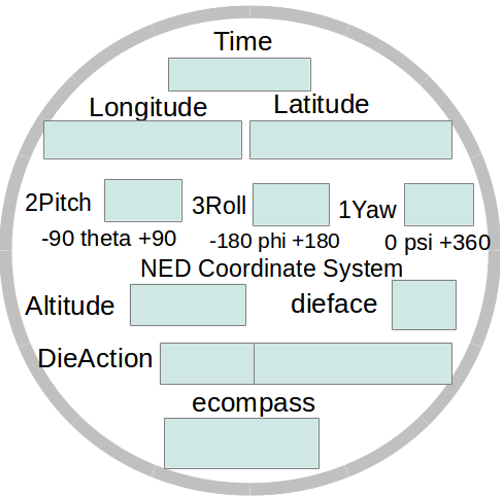 Time
Longitude Latitude
2Pitch 3Roll 1Yaw
-90 theta +90 -180 phi +180 0 psi +360
NED Coordinate System
Altitude dieface
DieAction
ecompass